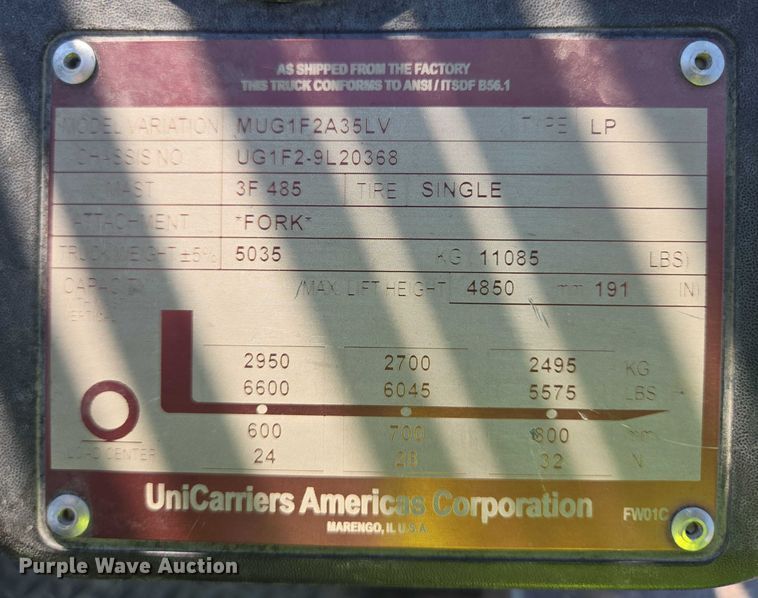 AS SHIPPED FROM THE FACTORY
THIS TRUCK CONFORMS TO ANSI / ITSDF B56.1
MODEL VARIATION MUG1F2A35LV TYPE LP
CHASSIS NO. UG1F2-9L20368
MAST 3F 485 TIRE SINGLE
ATTACHMENT *FORK*
TRUCK WEIGHT ±5% 5035 KG (11085 LBS)
CAPACITY /MAX. LIFT HEIGHT 4850 mm 191 IN)
WITH
VERTICAL
2950 2700 2495 KG
6600 6045 5575 LBS
600 700 800 mm
LOAD CENTER 24 28 32 IN
UniCarriers Americas Corporation
MARENGO, IL U.S.A. FW01C
Purple Wave Auction